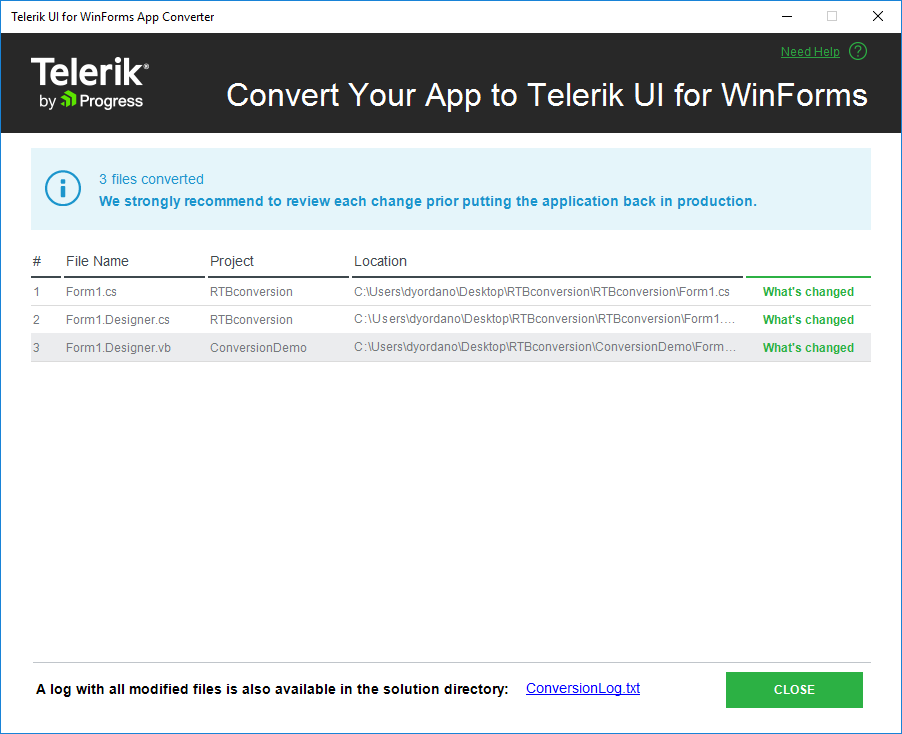 Telerik UI for WinForms App Converter
Need Help ?
Telerik®
by Progress
Convert Your App to Telerik UI for WinForms
3 files converted
We strongly recommend to review each change prior putting the application back in production.
# File Name Project Location
1 Form1.cs RTBconversion C:\Users\dyordano\Desktop\RTBconversion\RTBconversion\Form1.cs What's changed
2 Form1.Designer.cs RTBconversion C:\Users\dyordano\Desktop\RTBconversion\RTBconversion\Form1.... What's changed
3 Form1.Designer.vb ConversionDemo C:\Users\dyordano\Desktop\RTBconversion\ConversionDemo\Form... What's changed
A log with all modified files is also available in the solution directory: ConversionLog.txt
CLOSE